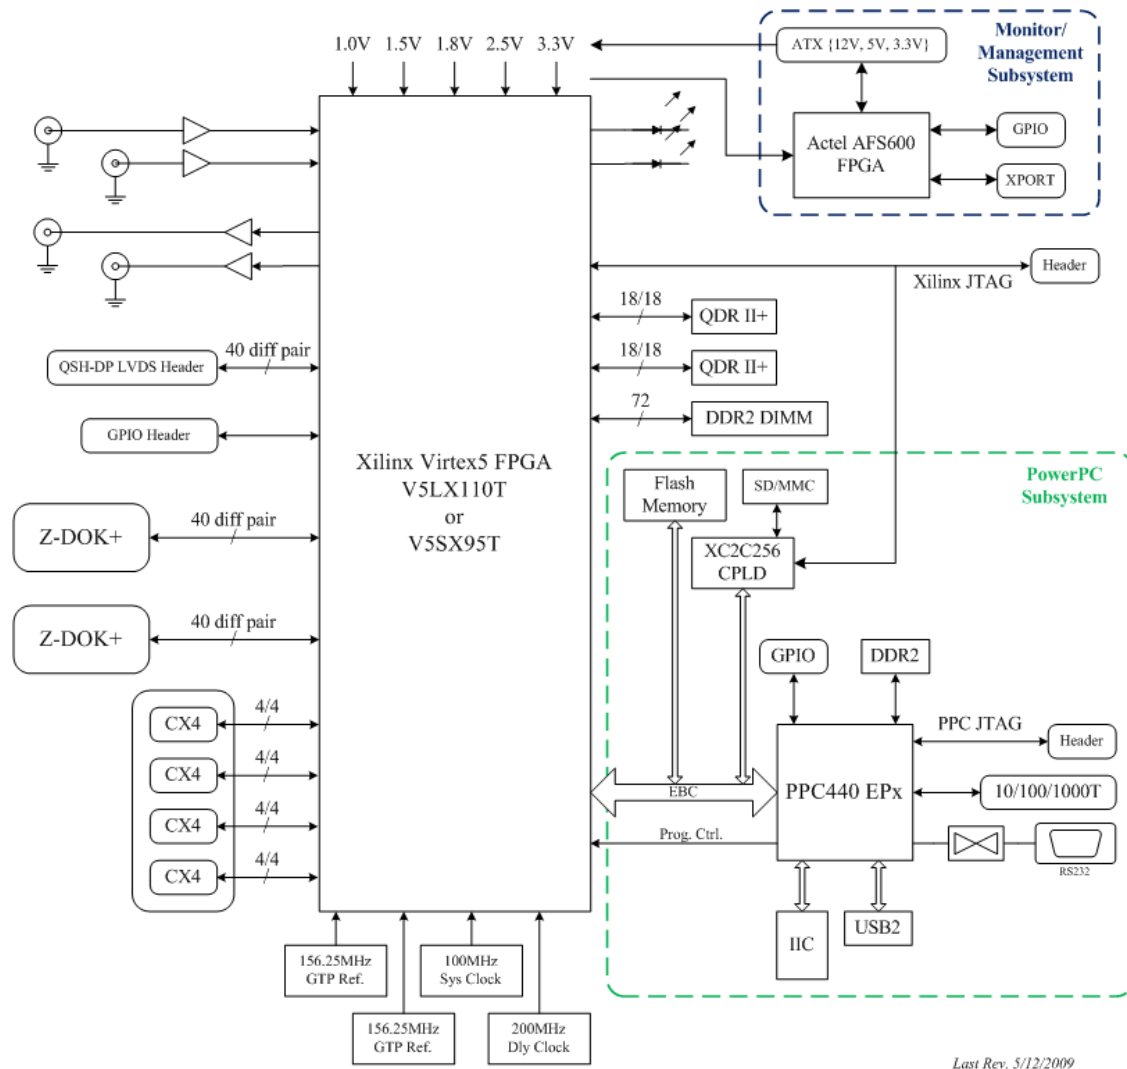 1.0V 1.5V 1.8V 2.5V 3.3V
ATX {12V, 5V, 3.3V}
Monitor/
Management
Subsystem
Actel AFS600
FPGA
GPIO
XPORT
Xilinx JTAG
Header
18/18
QDR II+
18/18
QDR II+
72
DDR2 DIMM
QSH-DP LVDS Header
40 diff pair
GPIO Header
Xilinx Virtex5 FPGA
V5LX110T
or
V5SX95T
Z-DOK+
40 diff pair
Z-DOK+
40 diff pair
CX4
4/4
CX4
4/4
CX4
4/4
CX4
4/4
PowerPC
Subsystem
Flash
Memory
SD/MMC
XC2C256
CPLD
GPIO
DDR2
PPC JTAG
Header
EBC
PPC440 EPx
10/100/1000T
Prog. Ctrl.
RS232
IIC
USB2
156.25MHz
GTP Ref.
100MHz
Sys Clock
156.25MHz
GTP Ref.
200MHz
Dly Clock
Last Rev. 5/12/2009